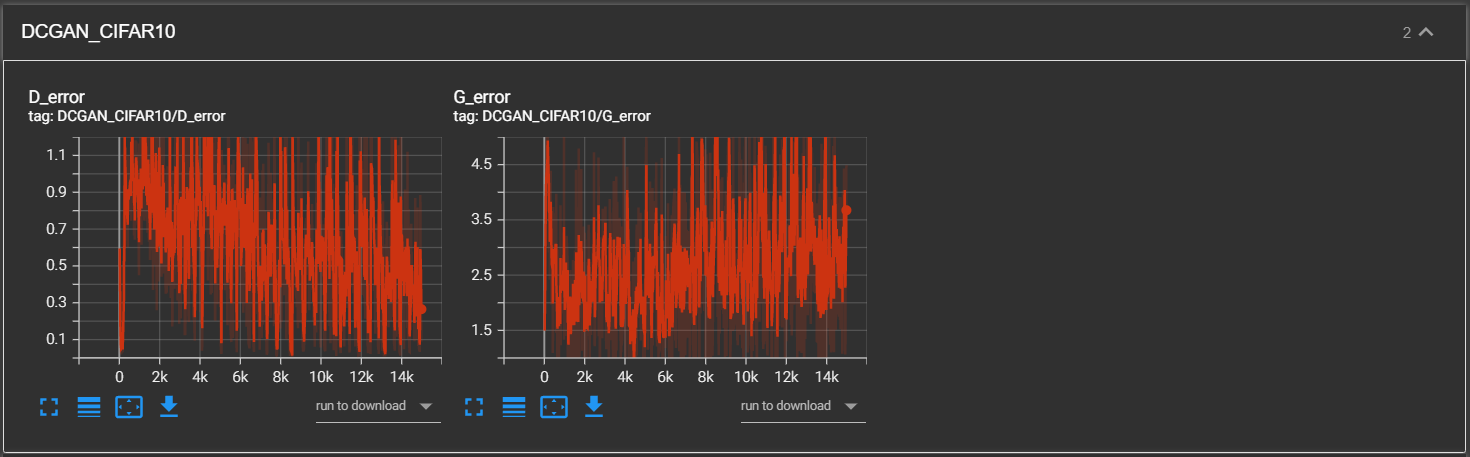 DCGAN_CIFAR10
2
D_error
tag: DCGAN_CIFAR10/D_error
1.1
0.9
0.7
0.5
0.3
0.1
0 2k 4k 6k 8k 10k 12k 14k
run to download
G_error
tag: DCGAN_CIFAR10/G_error
4.5
3.5
2.5
1.5
0 2k 4k 6k 8k 10k 12k 14k
run to download